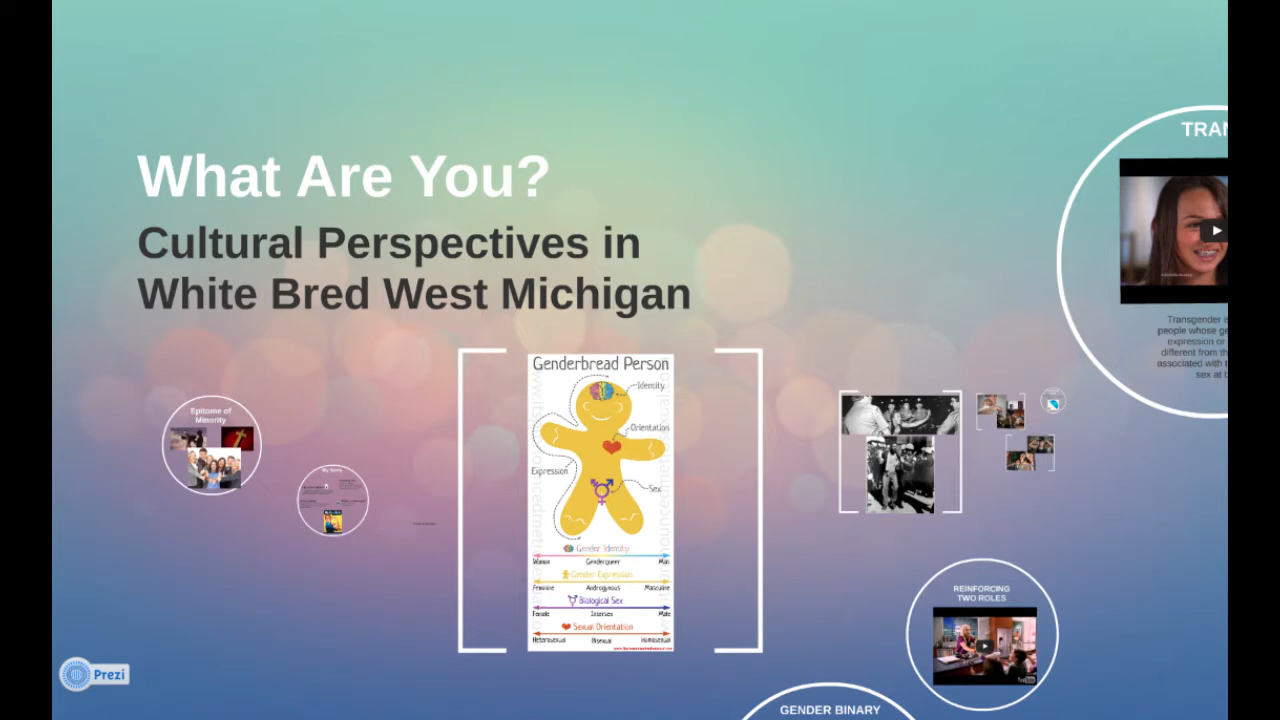 What Are You?
Cultural Perspectives in
White Bred West Michigan
TRAN
Transgender is
people whose ge
expression or
different from th
associated with t
sex at b
Epitome of
Minority
My Story
Genderbread Person
Identity
Orientation
Expression
Sex
Gender Identity
Woman Genderqueer Man
Gender Expression
Feminine Androgynous Masculine
Biological Sex
Female Intersex Male
Sexual Orientation
Heterosexual Bisexual Homosexual
REINFORCING
TWO ROLES
YouTube
GENDER BINARY
Prezi